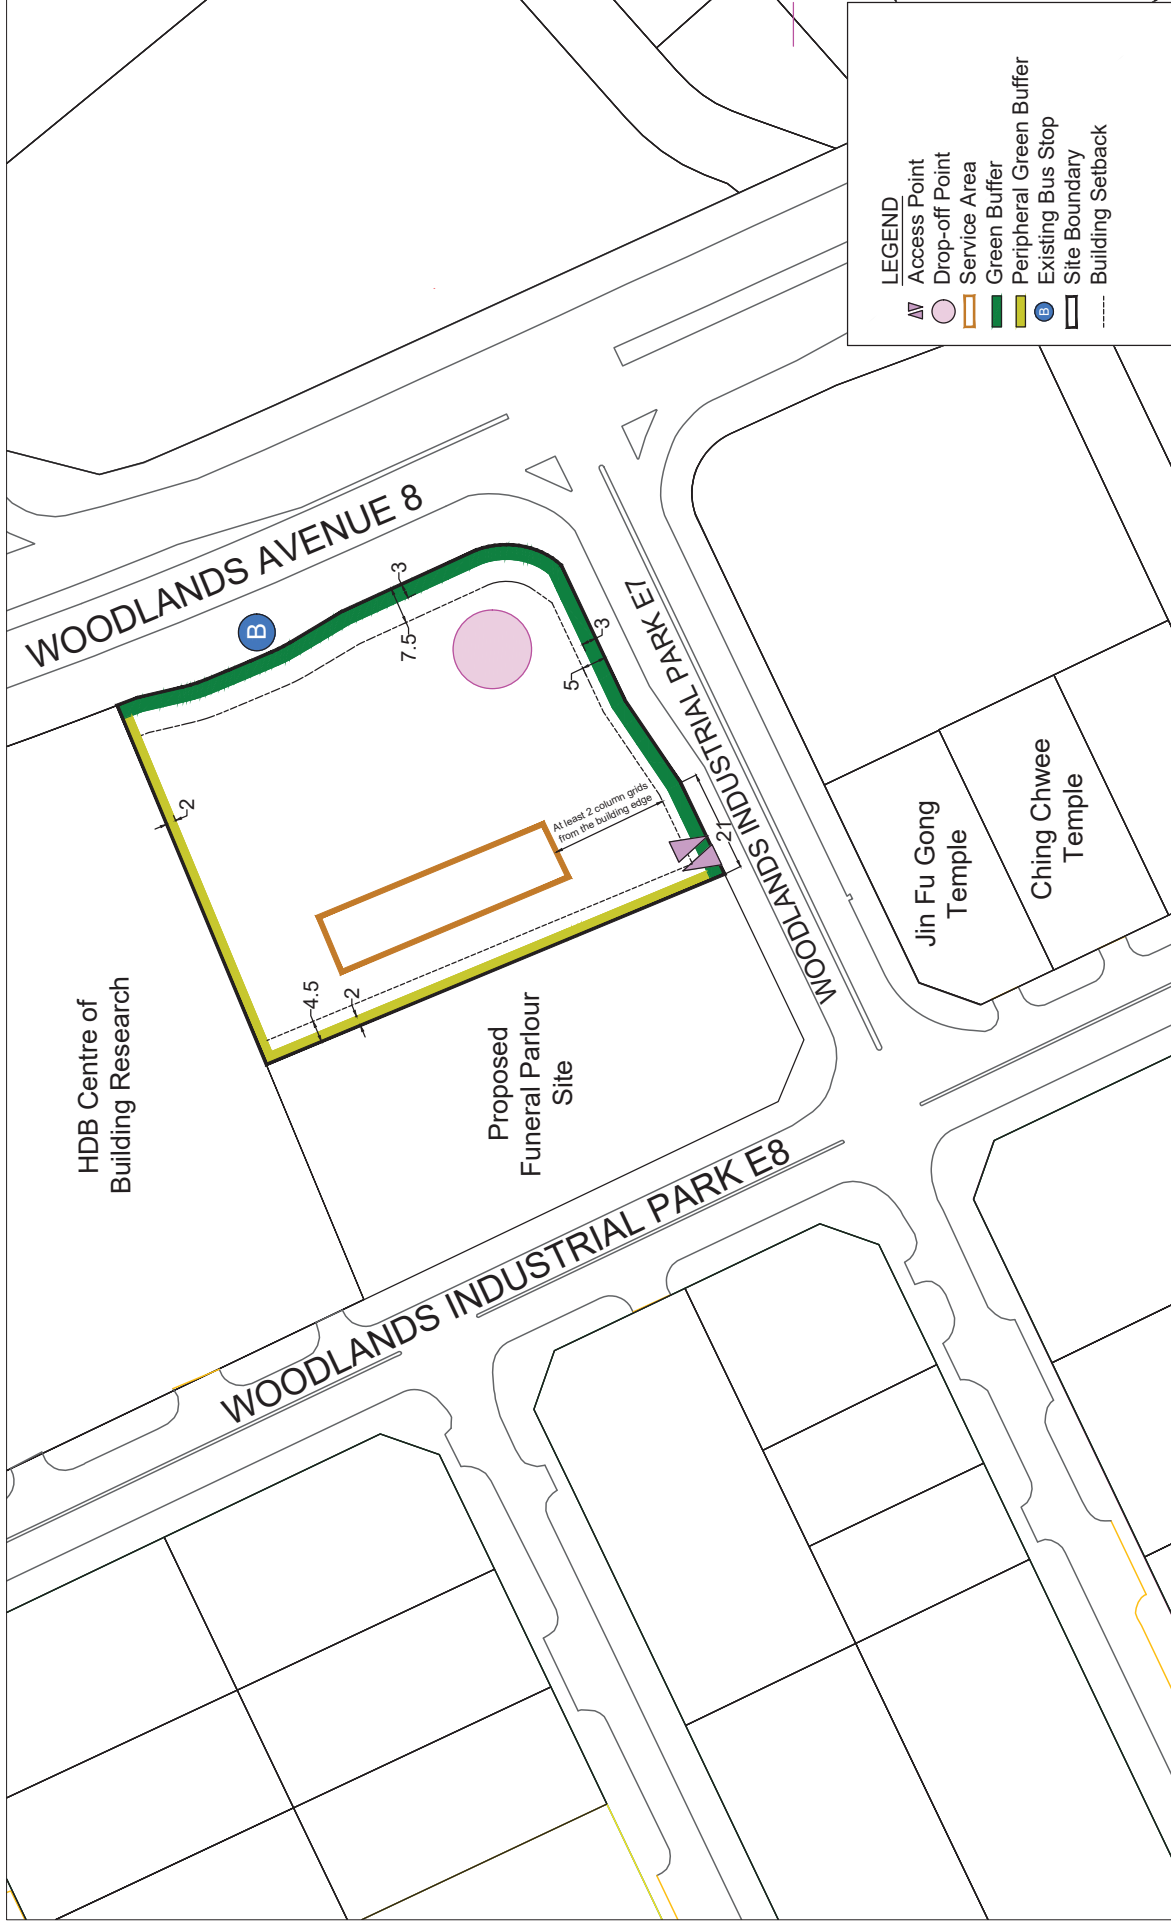 WOODLANDS AVENUE 8
B
3
7.5
2
3
5
At least 2 column grids
from the building edge
21
4.5
2
HDB Centre of
Building Research
Proposed
Funeral Parlour
Site
WOODLANDS INDUSTRIAL PARK E7
WOODLANDS INDUSTRIAL PARK E8
Jin Fu Gong
Temple
Ching Chwee
Temple
LEGEND
Access Point
Drop-off Point
Service Area
Green Buffer
Peripheral Green Buffer
B Existing Bus Stop
Site Boundary
Building Setback